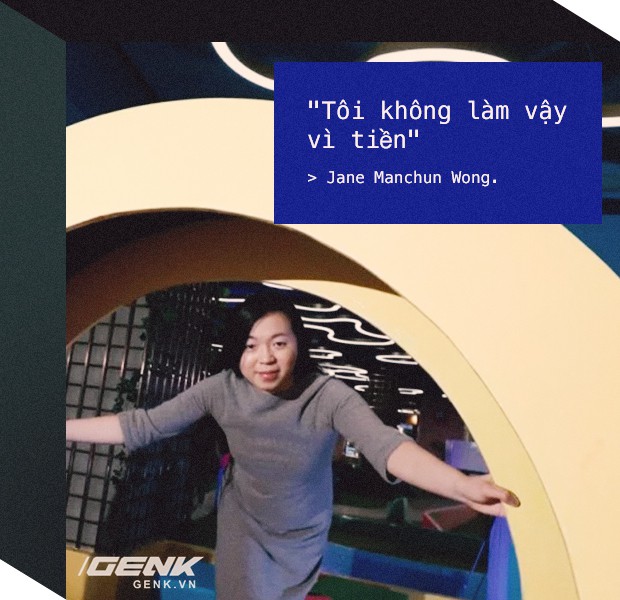 "Tôi không làm vậy
vì tiền"
> Jane Manchun Wong.
GENK
GENK.VN